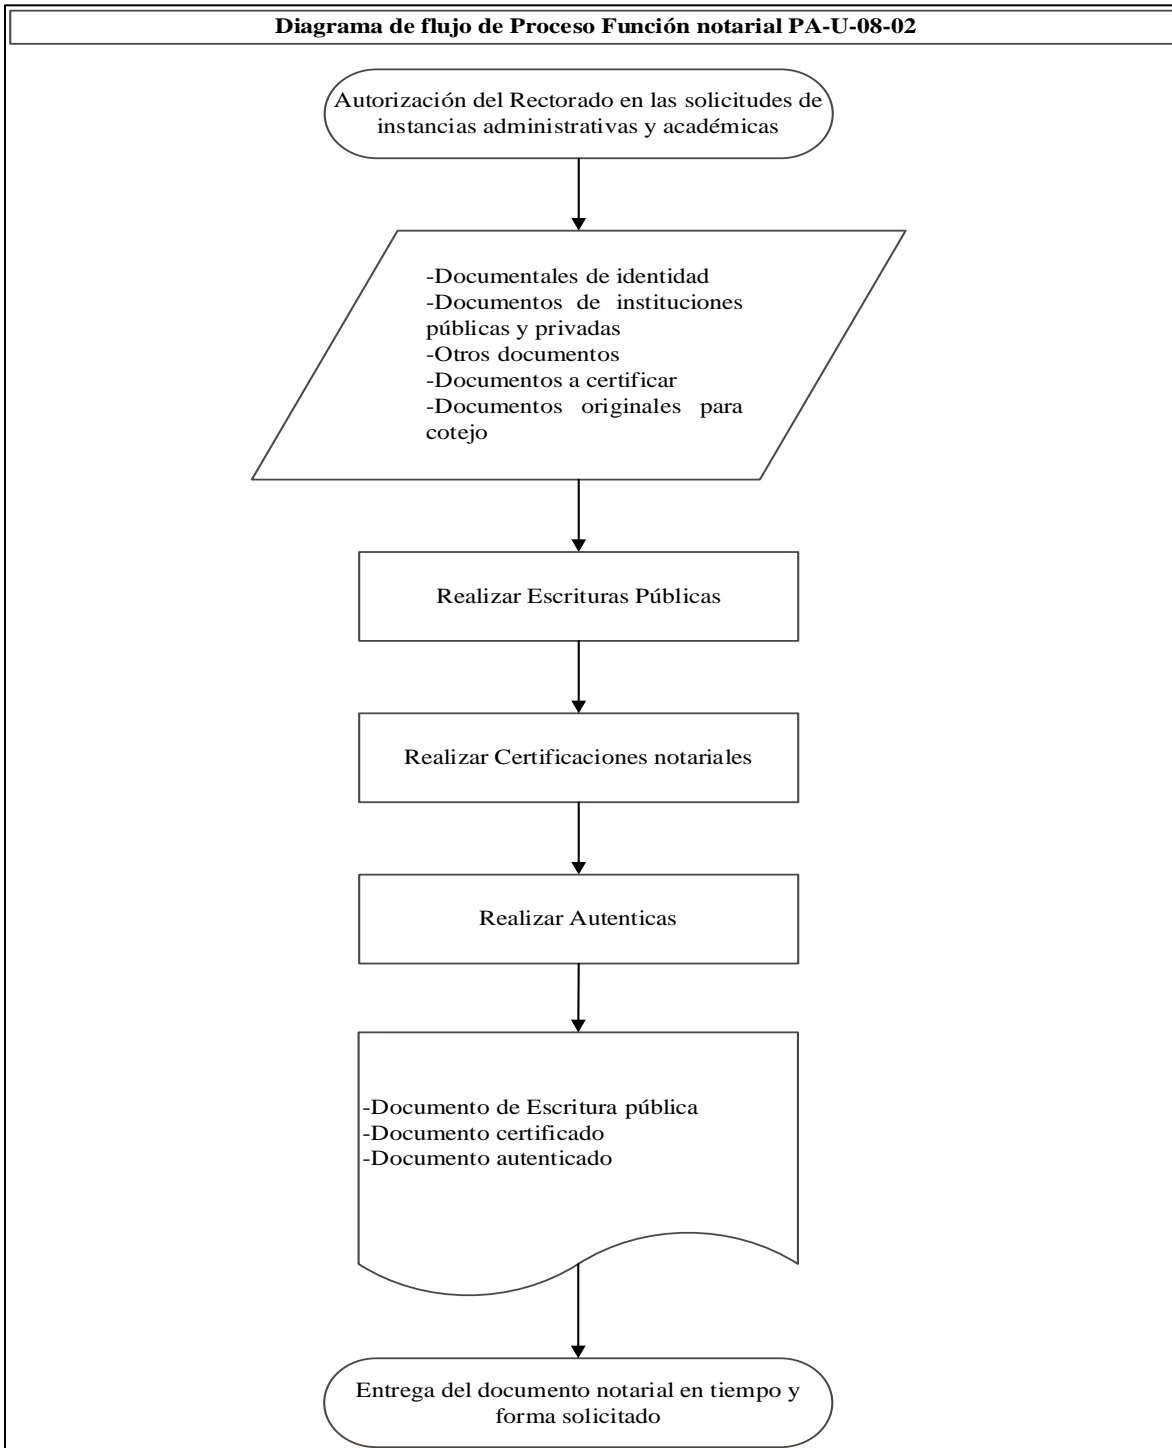 Diagrama de flujo de Proceso Función notarial PA-U-08-02
Autorización del Rectorado en las solicitudes de
instancias administrativas y académicas
-Documentales de identidad
-Documentos de instituciones
públicas y privadas
-Otros documentos
-Documentos a certificar
-Documentos originales para
cotejo
Realizar Escrituras Públicas
Realizar Certificaciones notariales
Realizar Autenticas
-Documento de Escritura pública
-Documento certificado
-Documento autenticado
Entrega del documento notarial en tiempo y
forma solicitado